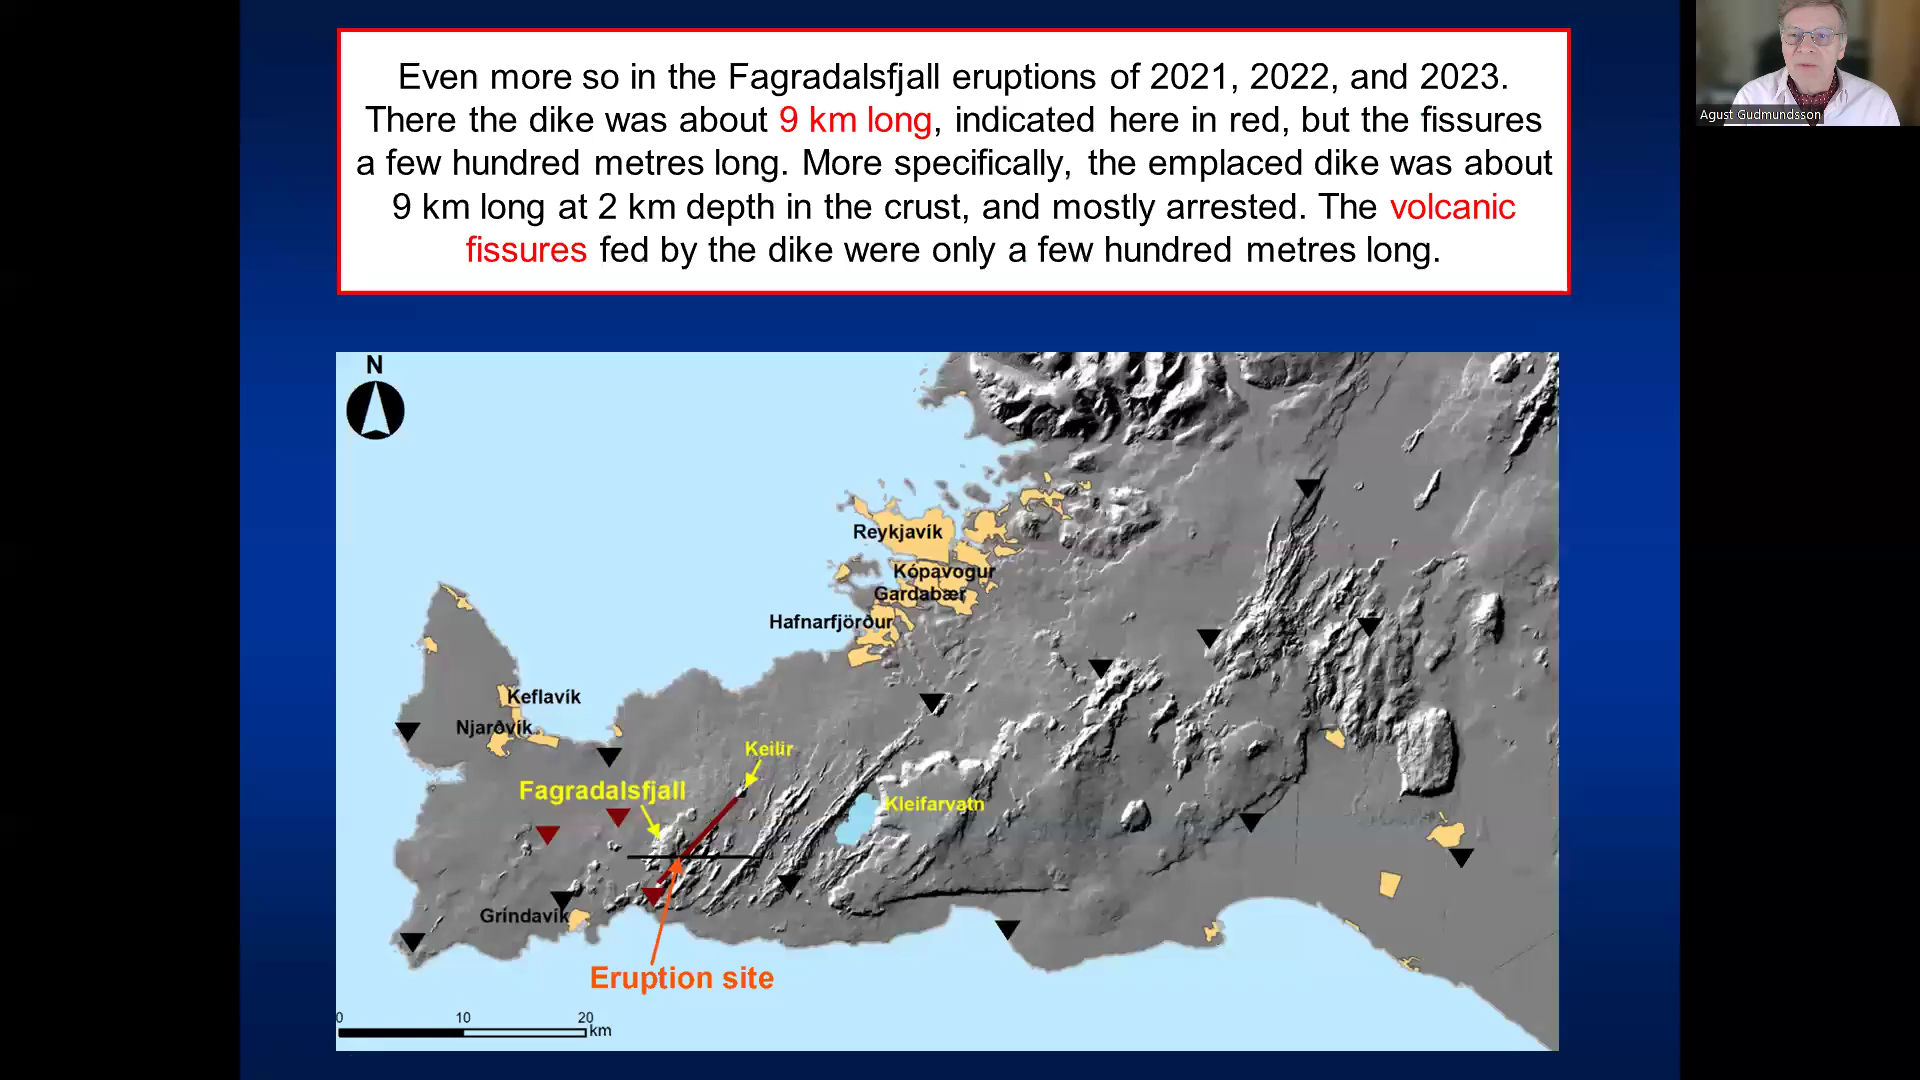 Even more so in the Fagradalsfjall eruptions of 2021, 2022, and 2023.
There the dike was about 9 km long, indicated here in red, but the fissures
a few hundred metres long. More specifically, the emplaced dike was about
9 km long at 2 km depth in the crust, and mostly arrested. The volcanic
fissures fed by the dike were only a few hundred metres long.
Agust Gudmundsson
N
Reykjavík
Kópavogur
Gardabær
Hafnarfjörður
Keflavík
Njarðvík
Keilir
Fagradalsfjall
Kleifarvatn
Grindavík
Eruption site
0 10 20
km